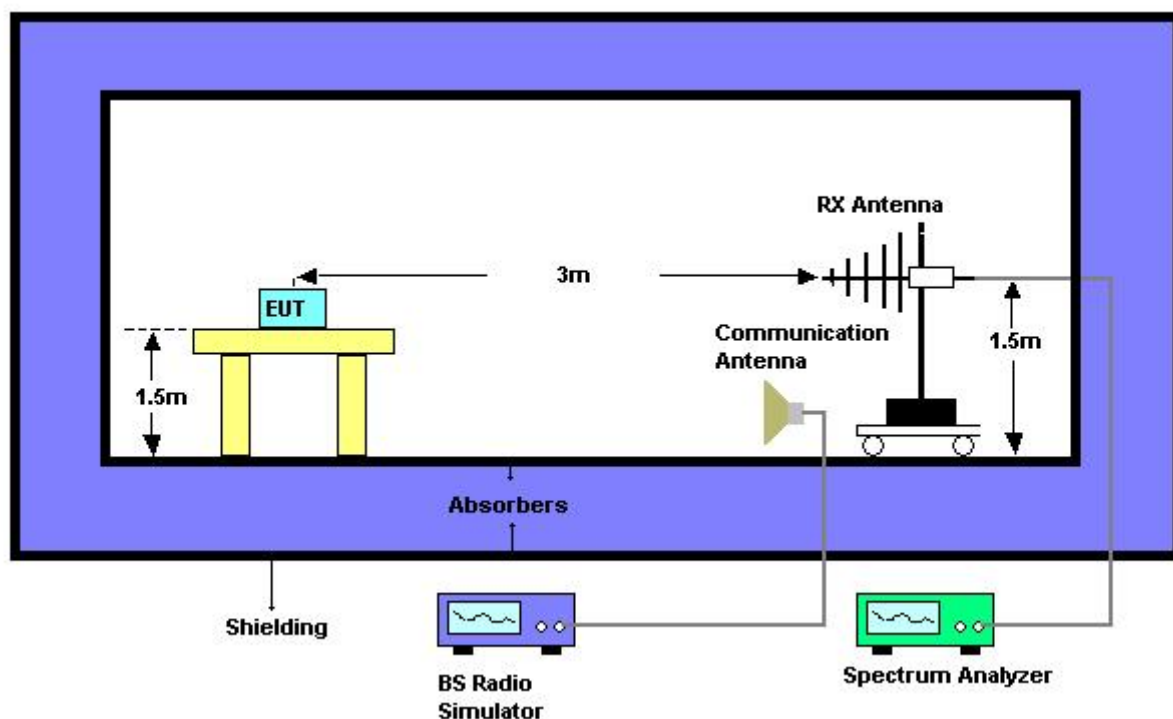 RX Antenna
3m
EUT
Communication
Antenna
1.5m
1.5m
Absorbers
Shielding
BS Radio
Simulator
Spectrum Analyzer